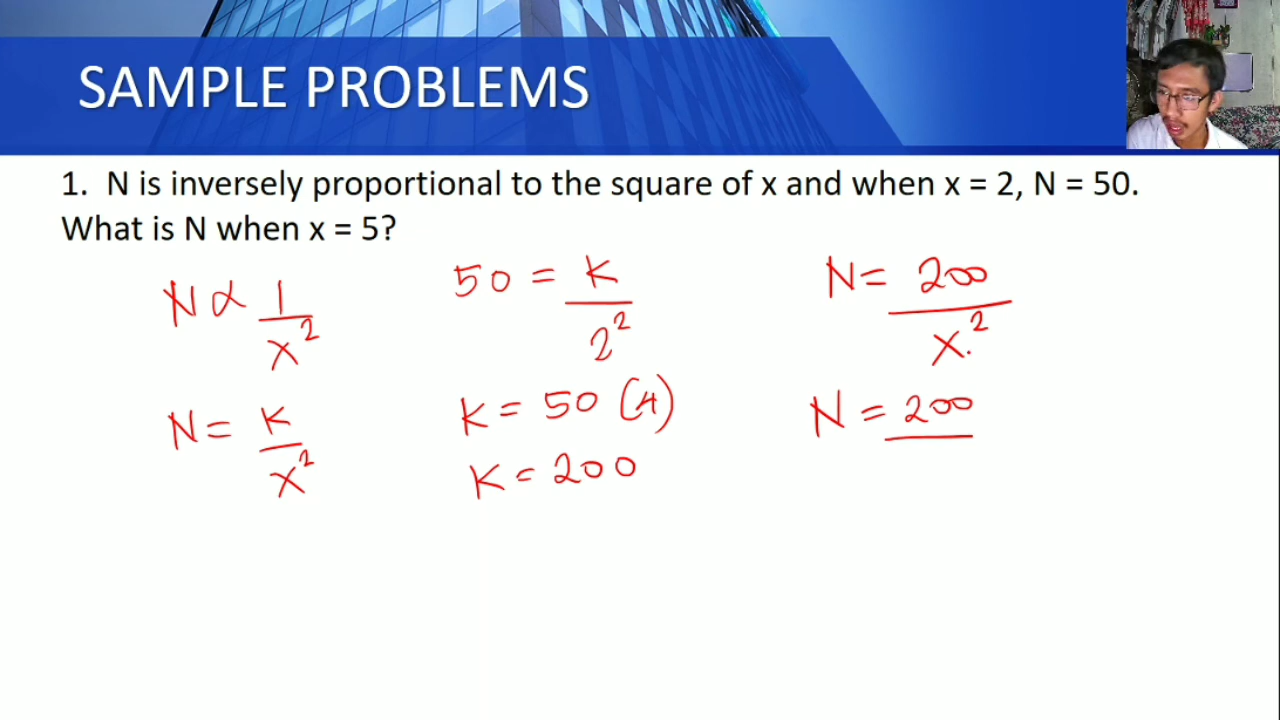 SAMPLE PROBLEMS
1. N is inversely proportional to the square of x and when x = 2, N = 50.
What is N when x = 5?
N ∝ 1/x²
N = K/x²
50 = K/2²
K = 50 (4)
K = 200
N = 200/x²
N = 200